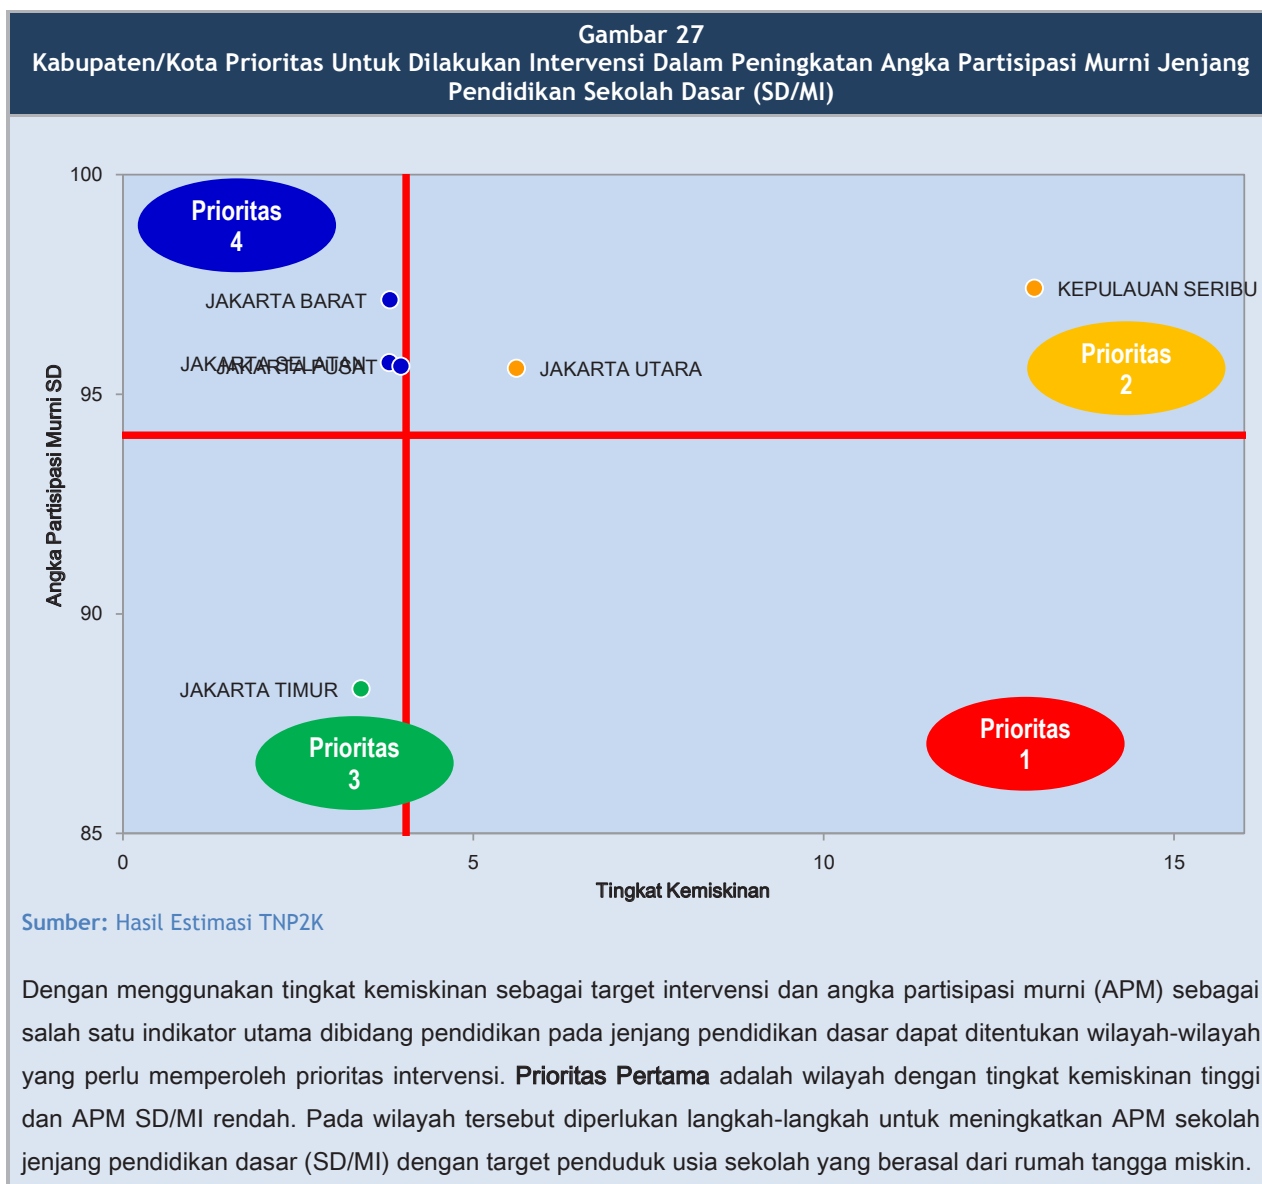 Gambar 27
Kabupaten/Kota Prioritas Untuk Dilakukan Intervensi Dalam Peningkatan Angka Partisipasi Murni Jenjang
Pendidikan Sekolah Dasar (SD/MI)
100
Prioritas
4
JAKARTA BARAT
KEPULAUAN SERIBU
JAKARTA SELATAN
JAKARTA PUSAT
JAKARTA UTARA
Prioritas
2
95
Angka Partisipasi Murni SD
90
JAKARTA TIMUR
Prioritas
3
Prioritas
1
85
0
5
10
15
Tingkat Kemiskinan
Sumber: Hasil Estimasi TNP2K
Dengan menggunakan tingkat kemiskinan sebagai target intervensi dan angka partisipasi murni (APM) sebagai
salah satu indikator utama dibidang pendidikan pada jenjang pendidikan dasar dapat ditentukan wilayah-wilayah
yang perlu memperoleh prioritas intervensi. Prioritas Pertama adalah wilayah dengan tingkat kemiskinan tinggi
dan APM SD/MI rendah. Pada wilayah tersebut diperlukan langkah-langkah untuk meningkatkan APM sekolah
jenjang pendidikan dasar (SD/MI) dengan target penduduk usia sekolah yang berasal dari rumah tangga miskin.